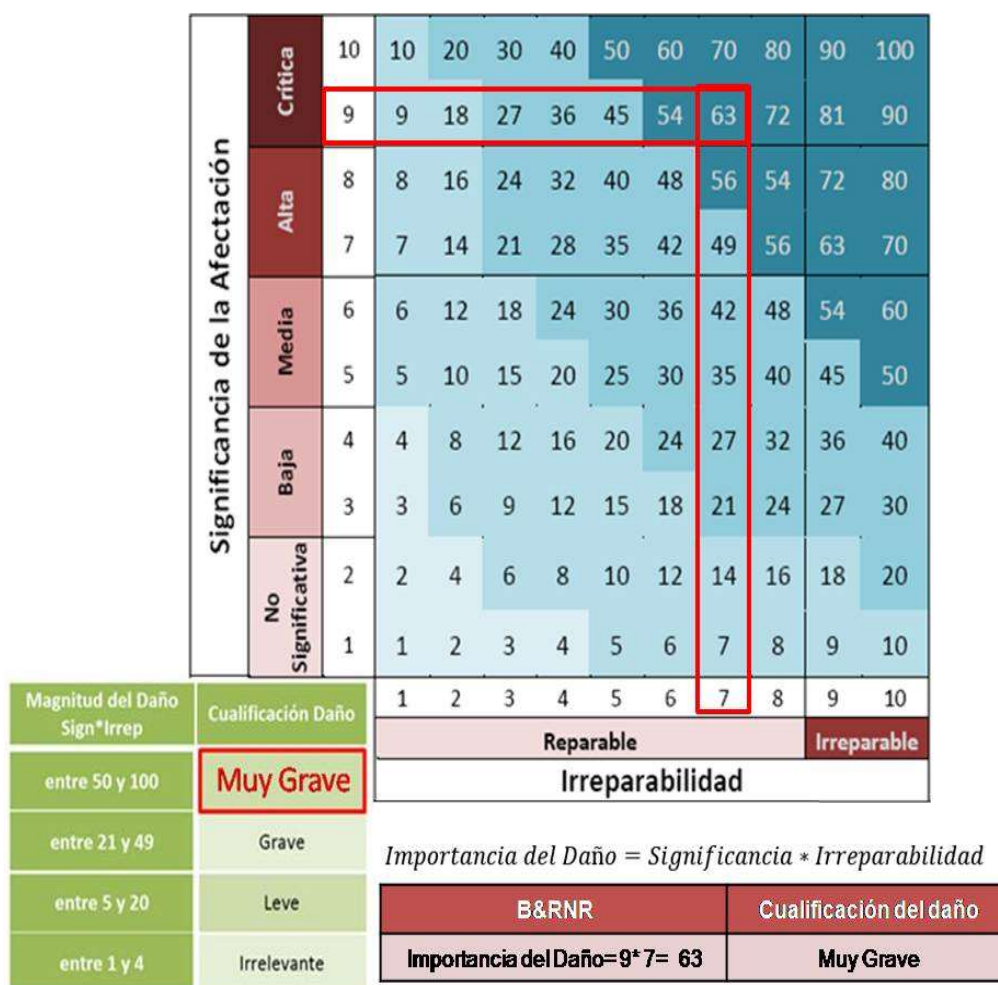 Significancia de la Afectación
Crítica
10 10 20 30 40 50 60 70 80 90 100
9 9 18 27 36 45 54 63 72 81 90
Alta
8 8 16 24 32 40 48 56 54 72 80
7 7 14 21 28 35 42 49 56 63 70
Media
6 6 12 18 24 30 36 42 48 54 60
5 5 10 15 20 25 30 35 40 45 50
Baja
4 4 8 12 16 20 24 27 32 36 40
3 3 6 9 12 15 18 21 24 27 30
No
Significativa
2 2 4 6 8 10 12 14 16 18 20
1 1 2 3 4 5 6 7 8 9 10
1 2 3 4 5 6 7 8 9 10
Reparable Irreparable
Irreparabilidad
Magnitud del Daño
Sign*Irrep
Cualificación Daño
entre 50 y 100 Muy Grave
entre 21 y 49 Grave
entre 5 y 20 Leve
entre 1 y 4 Irrelevante
Importancia del Daño = Significancia * Irreparabilidad
B&RNR Cualificación del daño
Importancia del Daño= 9* 7= 63 Muy Grave